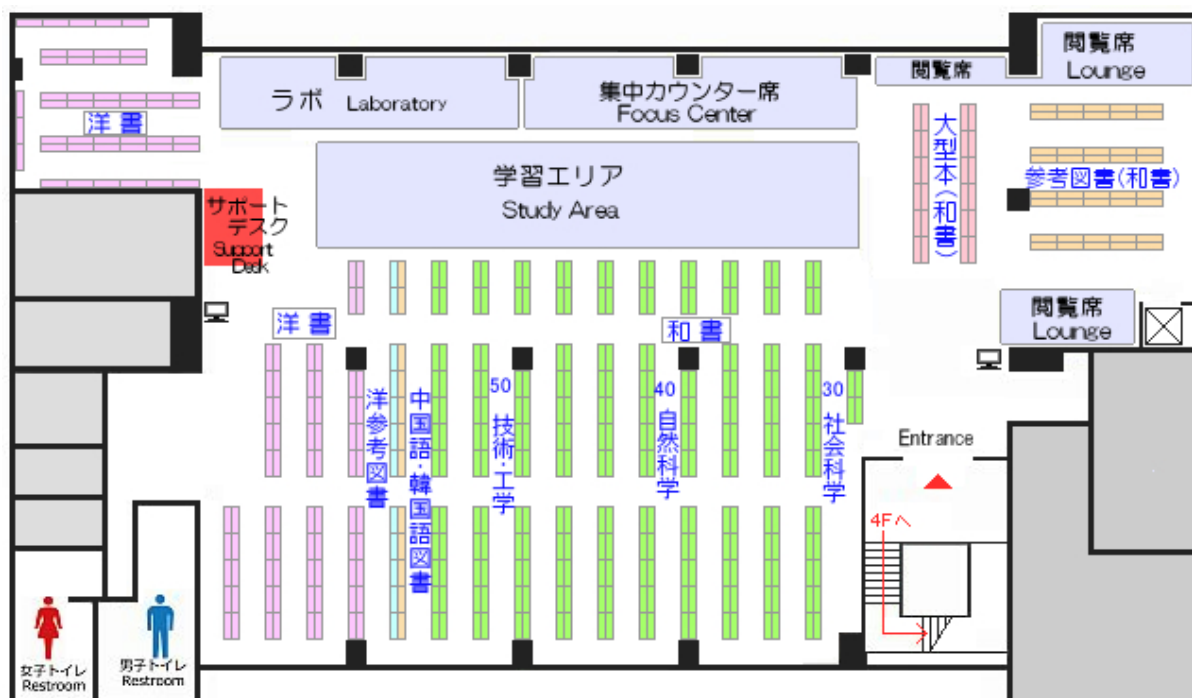 閲覧席
Lounge
閲覧席
ラボ Laboratory
集中カウンター席
Focus Center
洋書
大型本(和書)
参考図書(和書)
学習エリア
Study Area
サポート
デスク
Support
Desk
閲覧席
Lounge
洋書
和書
洋参考図書
中国語・韓国語図書
50 技術・工学
40 自然科学
30 社会科学
Entrance
4Fへ
女子トイレ
Restroom
男子トイレ
Restroom